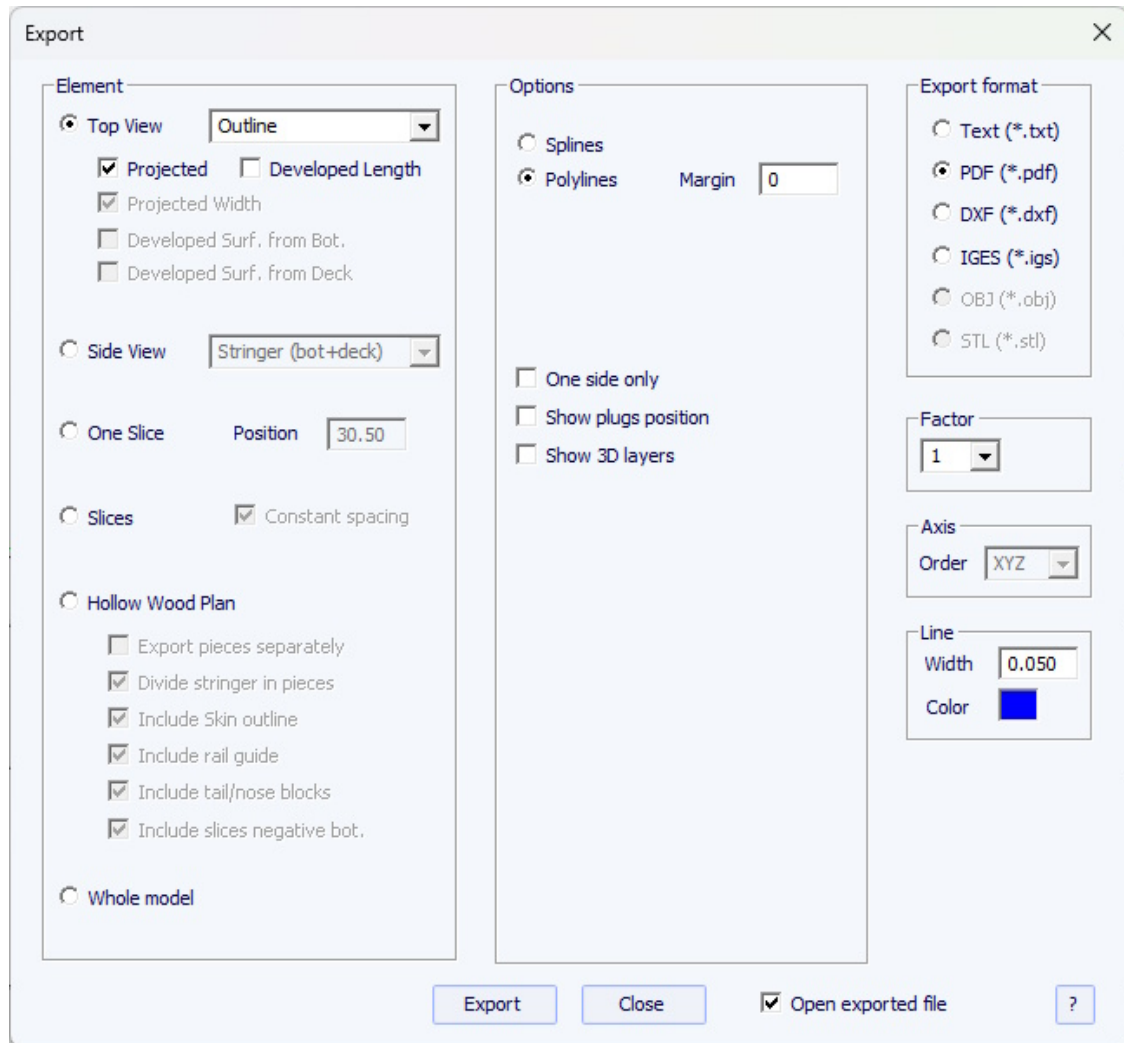 Export
Element
Top View Outline
Projected Developed Length
Projected Width
Developed Surf. from Bot.
Developed Surf. from Deck
Side View Stringer (bot+deck)
One Slice Position 30.50
Slices Constant spacing
Hollow Wood Plan
Export pieces separately
Divide stringer in pieces
Include Skin outline
Include rail guide
Include tail/nose blocks
Include slices negative bot.
Whole model
Options
Splines
Polylines Margin 0
One side only
Show plugs position
Show 3D layers
Export format
Text (*.txt)
PDF (*.pdf)
DXF (*.dxf)
IGES (*.igs)
OBJ (*.obj)
STL (*.stl)
Factor
1
Axis
Order XYZ
Line
Width 0.050
Color
Export Close Open exported file ?